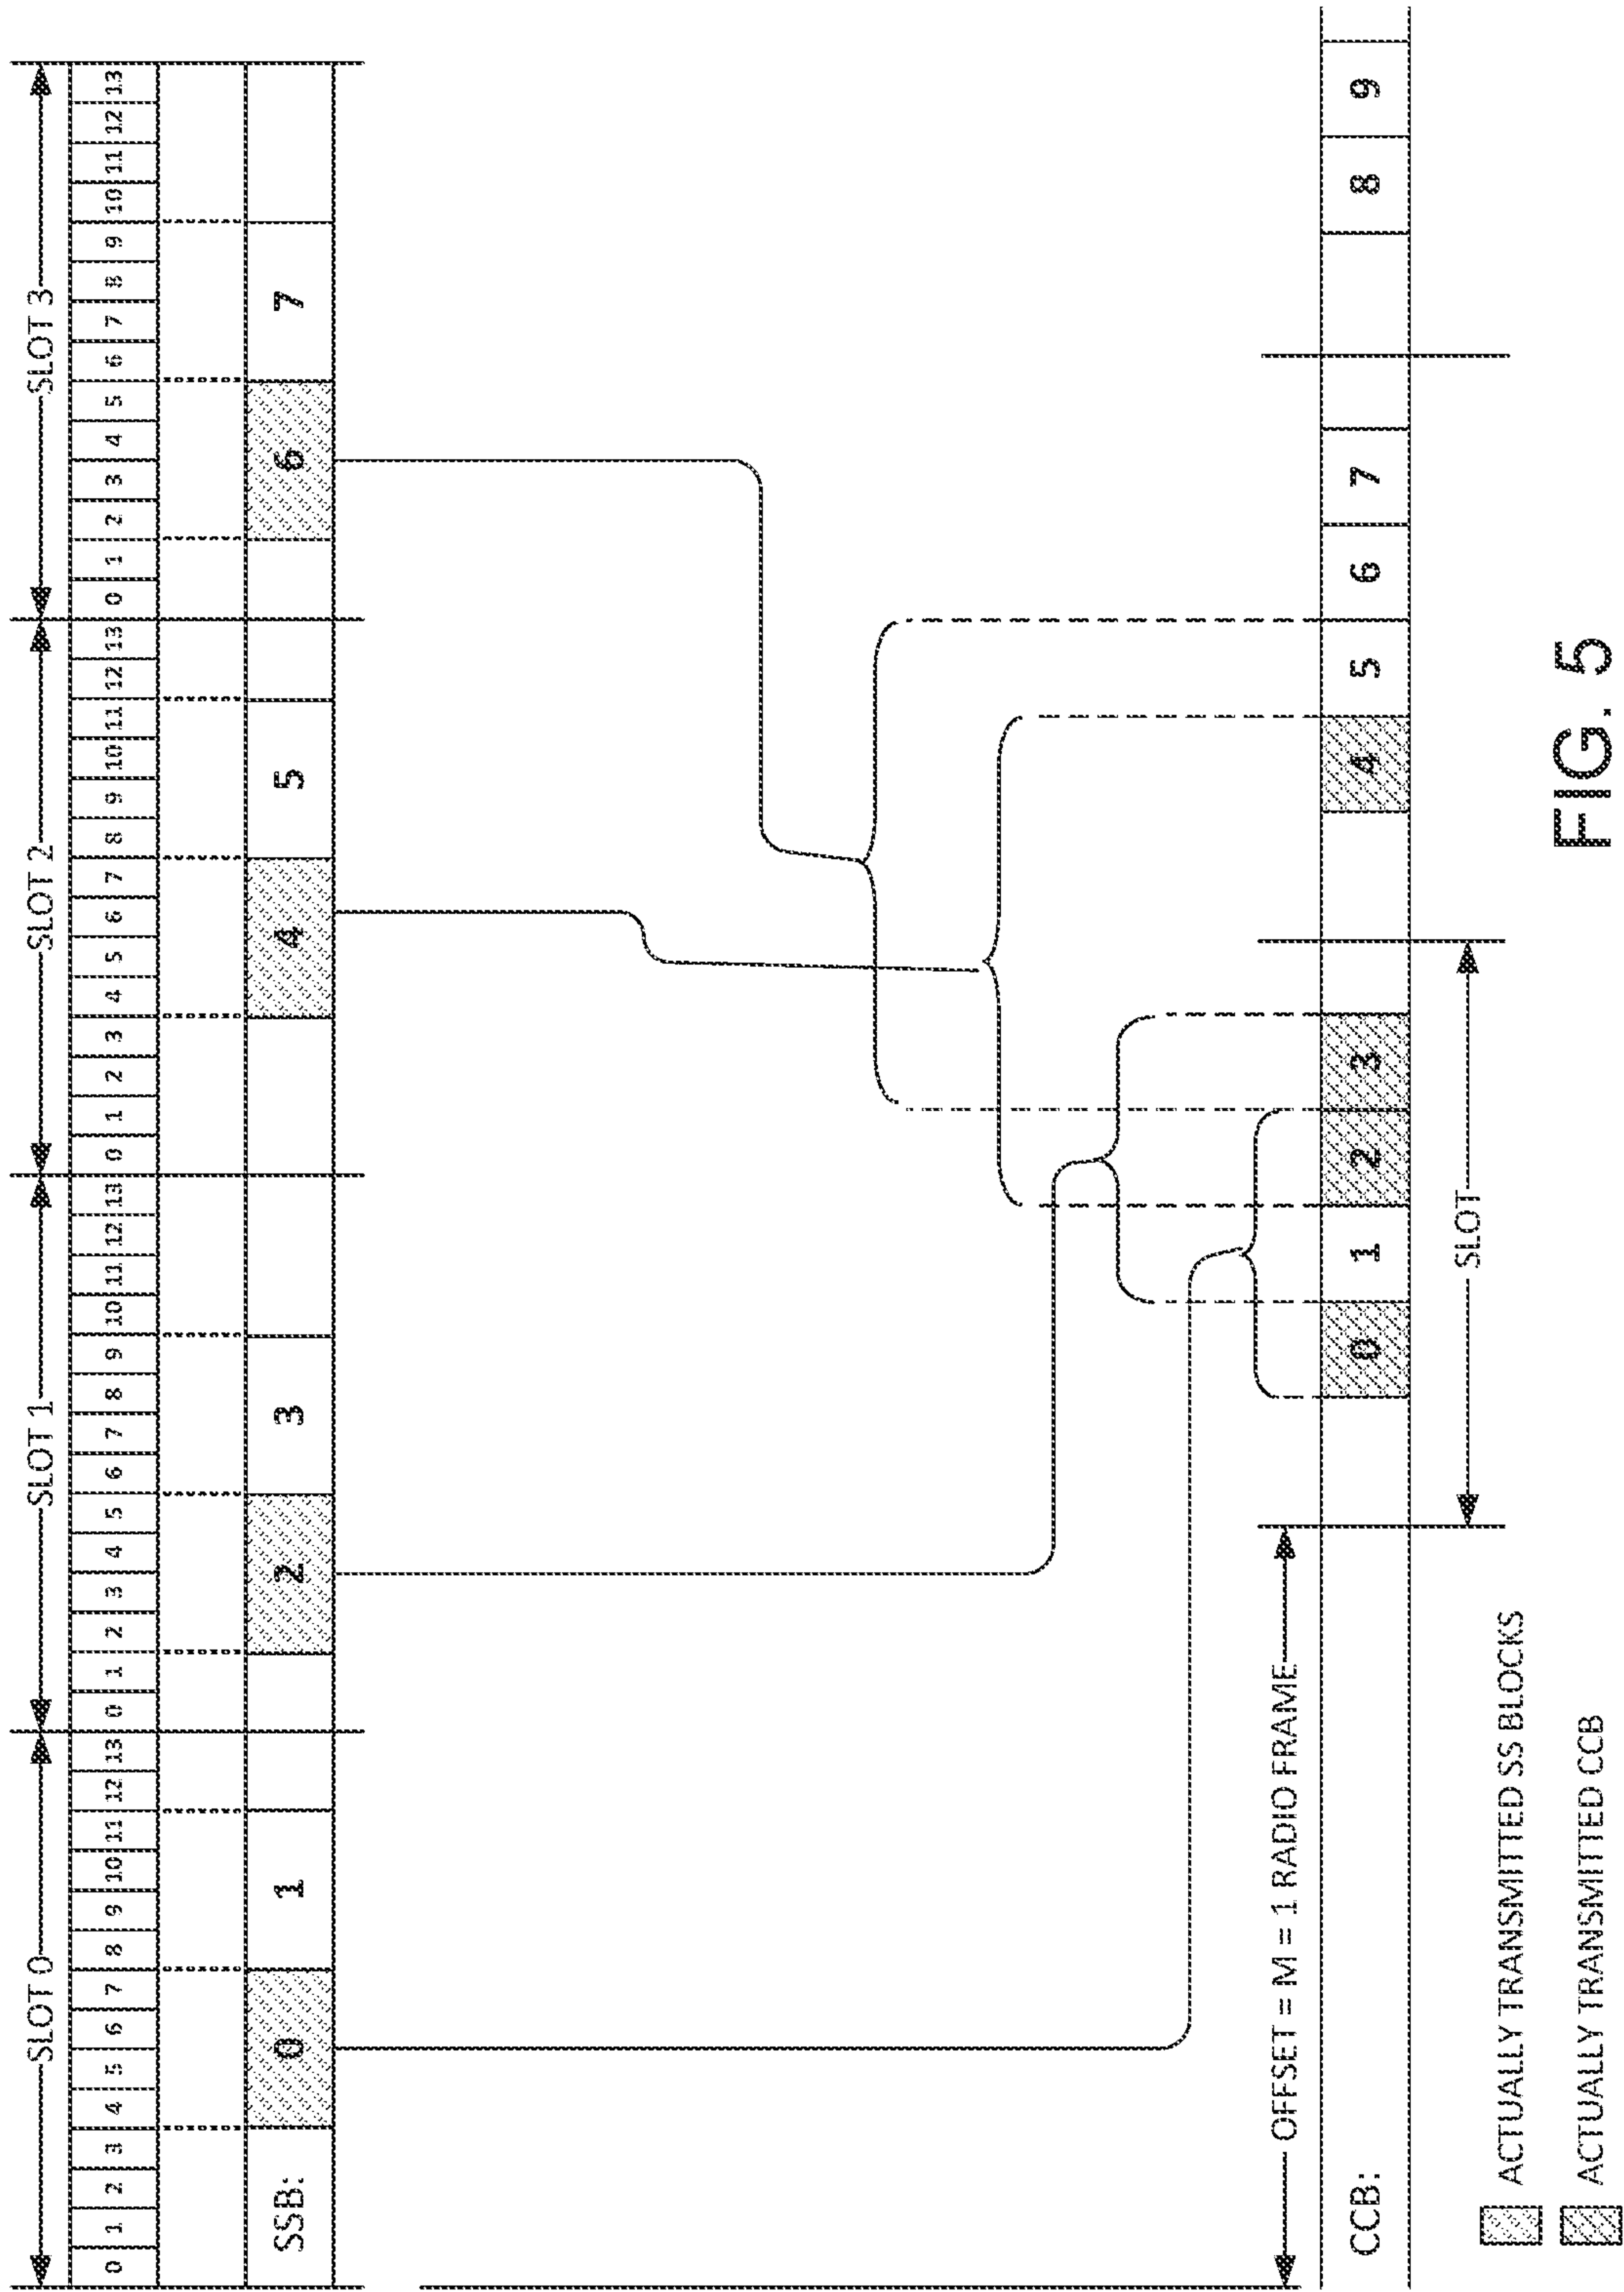 SLOT 0 SLOT 1 SLOT 2 SLOT 3
0 1 2 3 4 5 6 7 8 9 10 11 12 13 0 1 2 3 4 5 6 7 8 9 10 11 12 13 0 1 2 3 4 5 6 7 8 9 10 11 12 13 0 1 2 3 4 5 6 7 8 9 10 11 12 13
SSB: 0 1 2 3 4 5 6 7
OFFSET = M = 1 RADIO FRAME
CCB: 0 1 2 3 4 5 6 7 8 9
SLOT
ACTUALLY TRANSMITTED SS BLOCKS
ACTUALLY TRANSMITTED CCB
FIG. 5